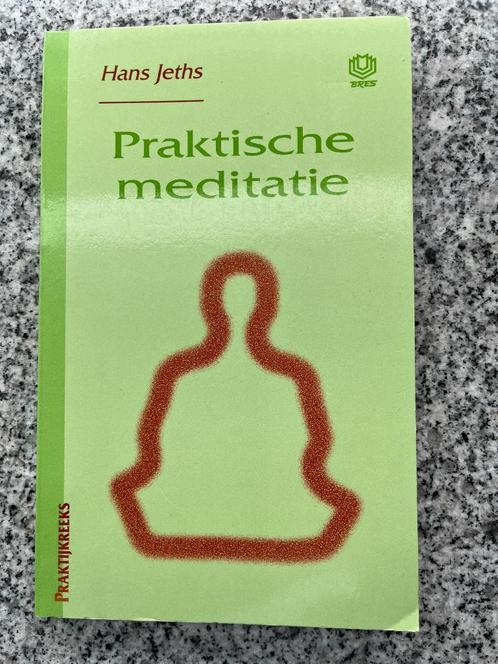 Hans Jeths
BRES
Praktische
meditatie
PRAKTIJKREEKS